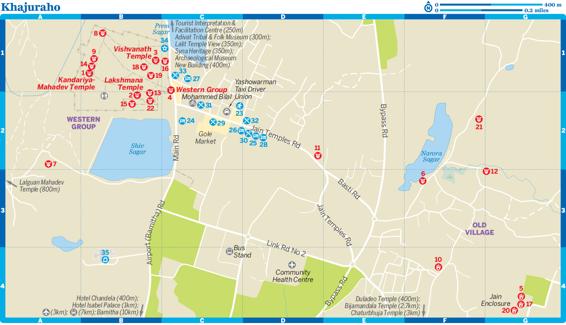 Khajuraho
400 m
0.2 miles
Tourist Interpretation &
Facilitation Centre (250m)
Adivart Tribal & Folk Museum (300m);
Lalit Temple View (350m);
Syna Heritage (350m);
Archaeological Museum
New Building (400m)
34
8
Vishvanath
Temple
3
9
14
1
18
16
19
33
27
Kandariya-
Mahadev Temple
Lakshmana
Temple
2
13
15
22
4
Western Group
Mohammed Bilal
31
Yashowarman
Taxi Driver
Union
23
24
29
32
26
30
25
28
Gole
Market
Jain Temples Rd
WESTERN
GROUP
Shiv
Sagar
Main Rd
Bypass Rd
Narora
Sagar
21
7
11
6
12
Lalguan Mahadev
Temple (800m)
Basti Rd
Jain Temples Rd
OLD
VILLAGE
Airport (Bamitha) Rd
35
Bus
Stand
Link Rd No 2
Community
Health Centre
Bypass Rd
10
Hotel Chandela (400m);
Hotel Isabel Palace (1km);
(3km);
(7km); Bamitha (10km)
Duladeo Temple (400m);
Bijamandala Temple (2.7km);
Chaturbhuja Temple (3km)
Jain
Enclosure
5
17
20
A
B
C
D
E
F
G
1
2
3
4